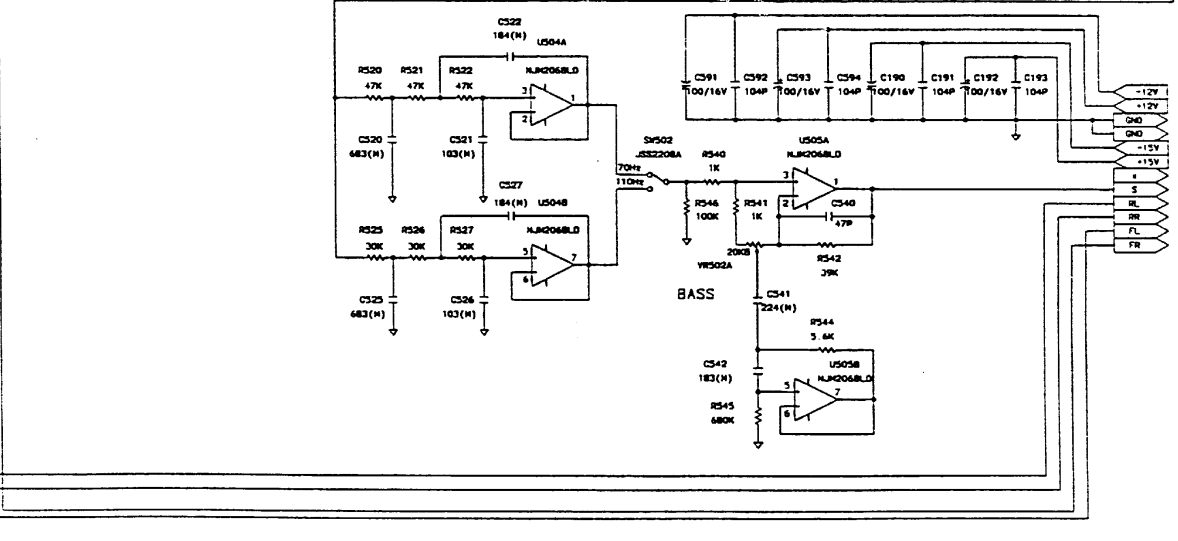 C522
184(M)
U504A
R520
R521
R522
NJM2068LD
47K
47K
47K
3
1
2
C520
683(M)
C521
103(M)
C527
184(M)
U504B
R525
R526
R527
NJM2068LD
30K
30K
30K
5
7
6
C525
683(M)
C526
103(M)
C591
100/16V
C592
104P
C593
100/16V
C594
104P
C190
100/16V
C191
104P
C192
100/16V
C193
104P
-12V
+12V
GND
GND
-15V
+15V
S
RL
RR
FL
FR
SW502
JSS2208A
70Hz
110Hz
R540
1K
U505A
NJM2068LD
3
1
2
R546
100K
R541
1K
C540
47P
20KB
VR502A
R542
39K
BASS
C541
224(M)
R544
5.6K
C542
183(M)
U505B
NJM2068LD
5
7
6
R545
680K